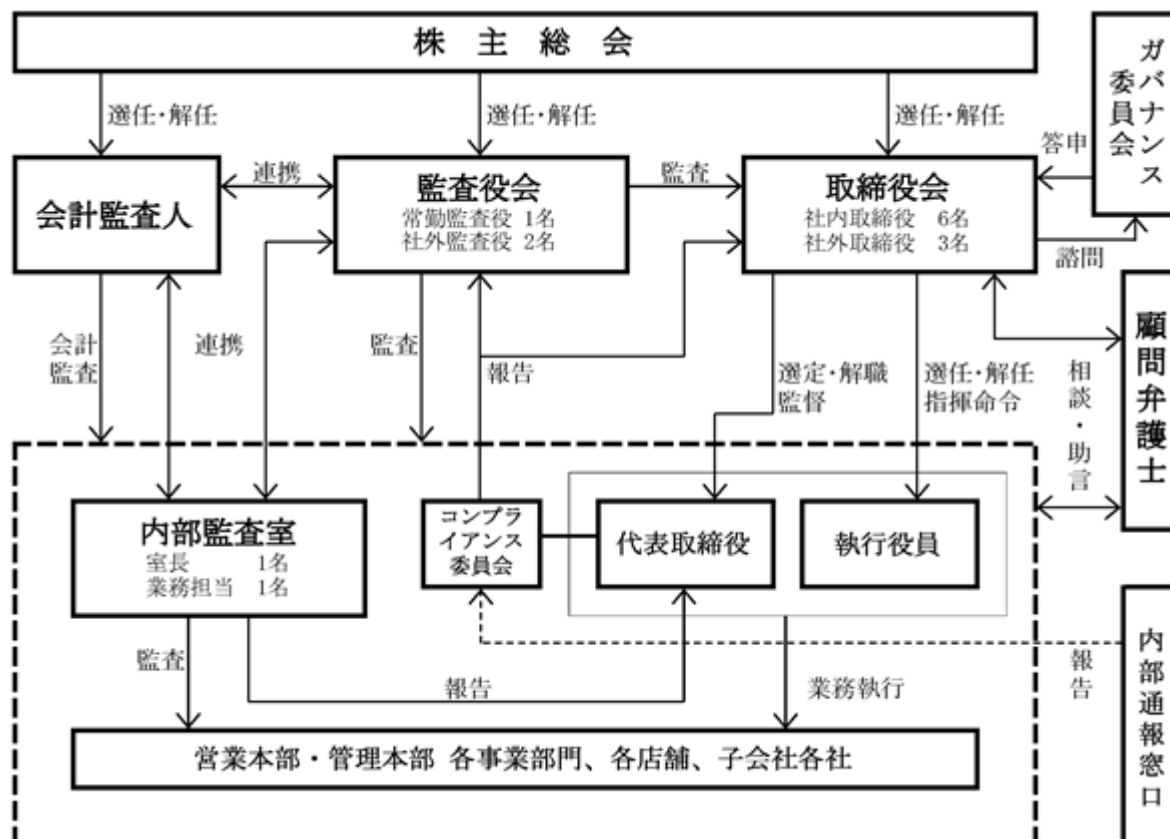 株 主 総 会
ガバナンス
委員会
選任・解任
選任・解任
選任・解任
答申
会計監査人
連携
監査役会
常勤監査役 1名
社外監査役 2名
監査
取締役会
社内取締役 6名
社外取締役 3名
諮問
会計
監査
連携
監査
報告
選定・解職
監督
選任・解任
指揮命令
相談・助言
顧問弁護士
内部監査室
室長 1名
業務担当 1名
コンプラ
イアンス
委員会
代表取締役
執行役員
監査
報告
業務執行
報告
内部通報窓口
営業本部・管理本部 各事業部門、各店舗、子会社各社